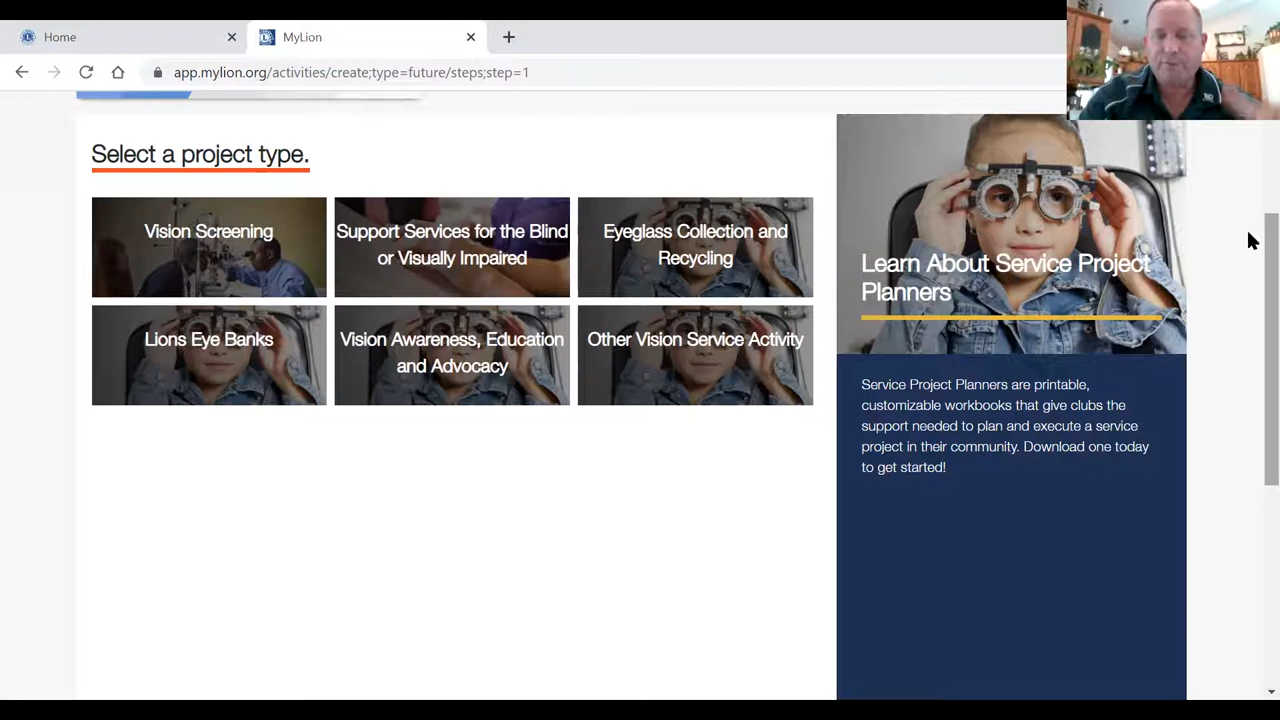 Home
MyLion
app.mylion.org/activities/create;type=future/steps;step=1
Select a project type.
Vision Screening
Support Services for the Blind
or Visually Impaired
Eyeglass Collection and
Recycling
Lions Eye Banks
Vision Awareness, Education
and Advocacy
Other Vision Service Activity
Learn About Service Project
Planners
Service Project Planners are printable,
customizable workbooks that give clubs the
support needed to plan and execute a service
project in their community. Download one today
to get started!